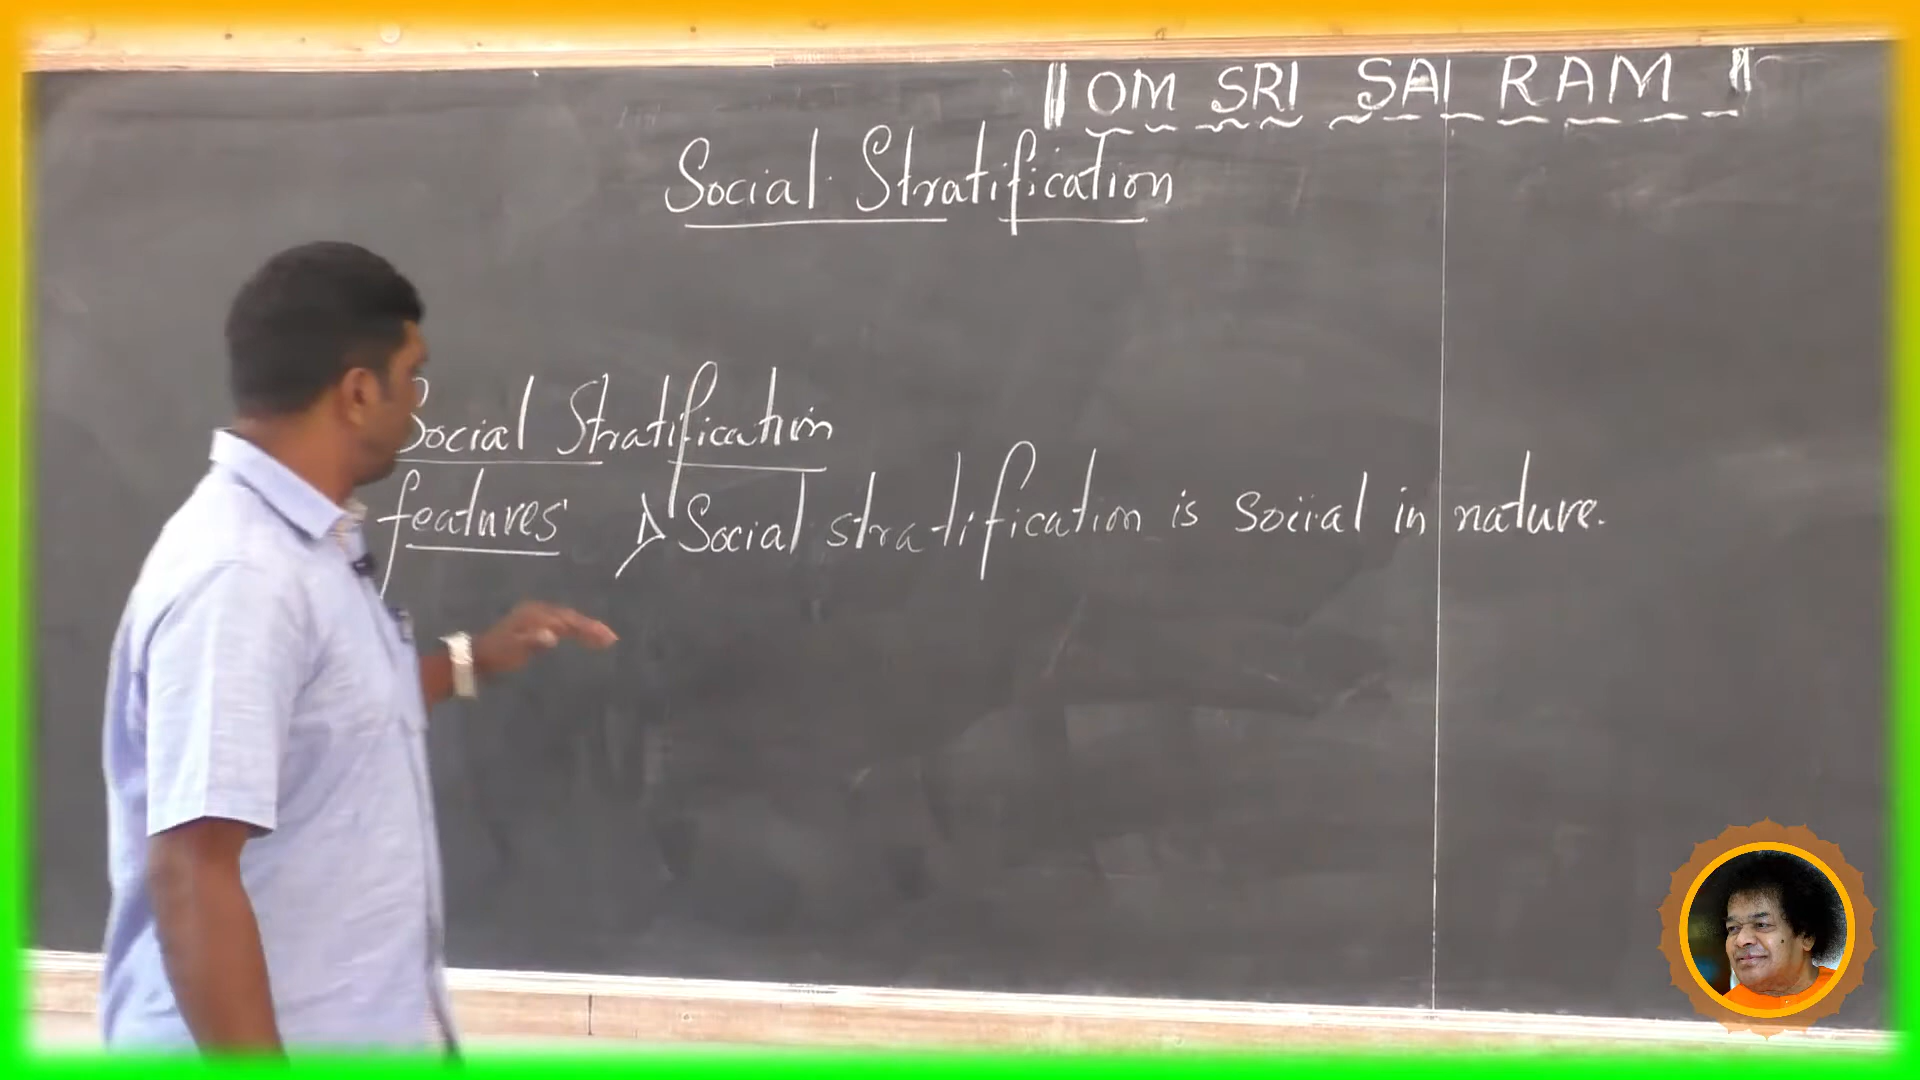 || OM SRI SAI RAM ||
Social Stratification
Social Stratification
features > Social stratification is social in nature.